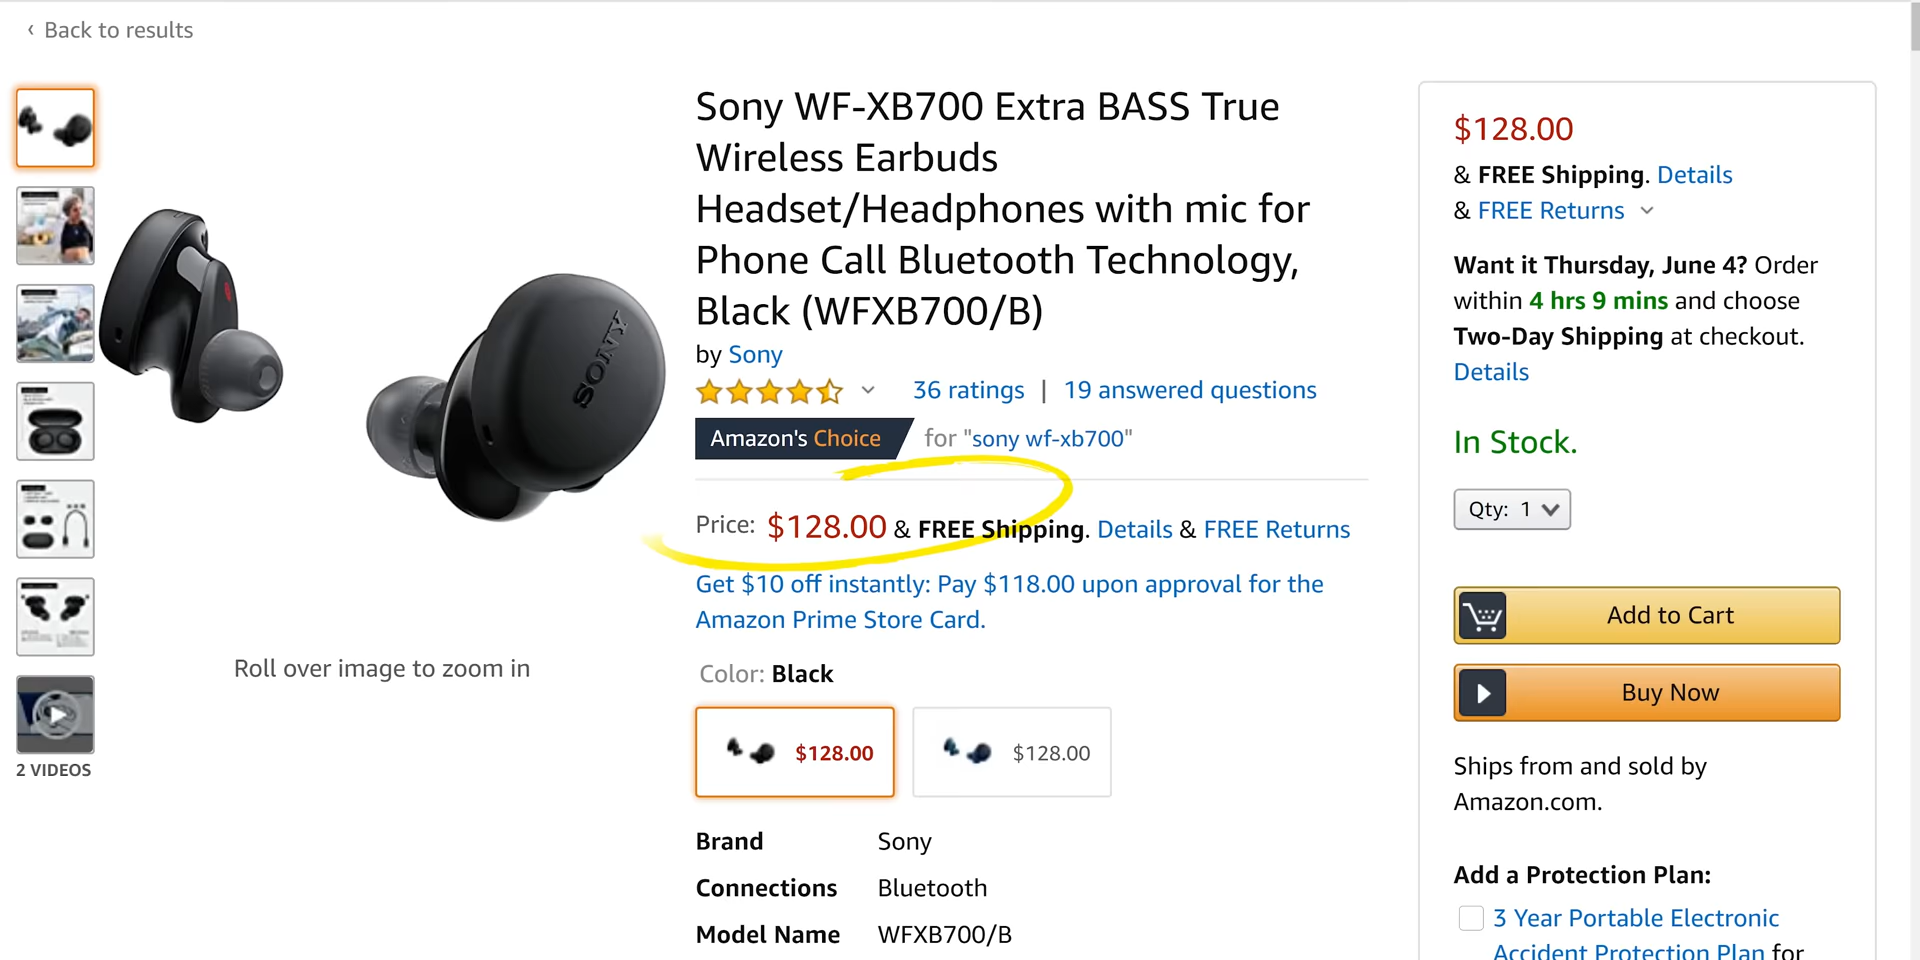 ‹ Back to results
Sony WF-XB700 Extra BASS True
Wireless Earbuds
Headset/Headphones with mic for
Phone Call Bluetooth Technology,
Black (WFXB700/B)
by Sony
36 ratings | 19 answered questions
Amazon's Choice for "sony wf-xb700"
Price: $128.00 & FREE Shipping. Details & FREE Returns
Get $10 off instantly: Pay $118.00 upon approval for the
Amazon Prime Store Card.
Color: Black
$128.00
$128.00
Brand Sony
Connections Bluetooth
Model Name WFXB700/B
SONY
Roll over image to zoom in
2 VIDEOS
$128.00
& FREE Shipping. Details
& FREE Returns
Want it Thursday, June 4? Order
within 4 hrs 9 mins and choose
Two-Day Shipping at checkout.
Details
In Stock.
Qty: 1
Add to Cart
Buy Now
Ships from and sold by
Amazon.com.
Add a Protection Plan:
3 Year Portable Electronic
Accident Protection Plan for